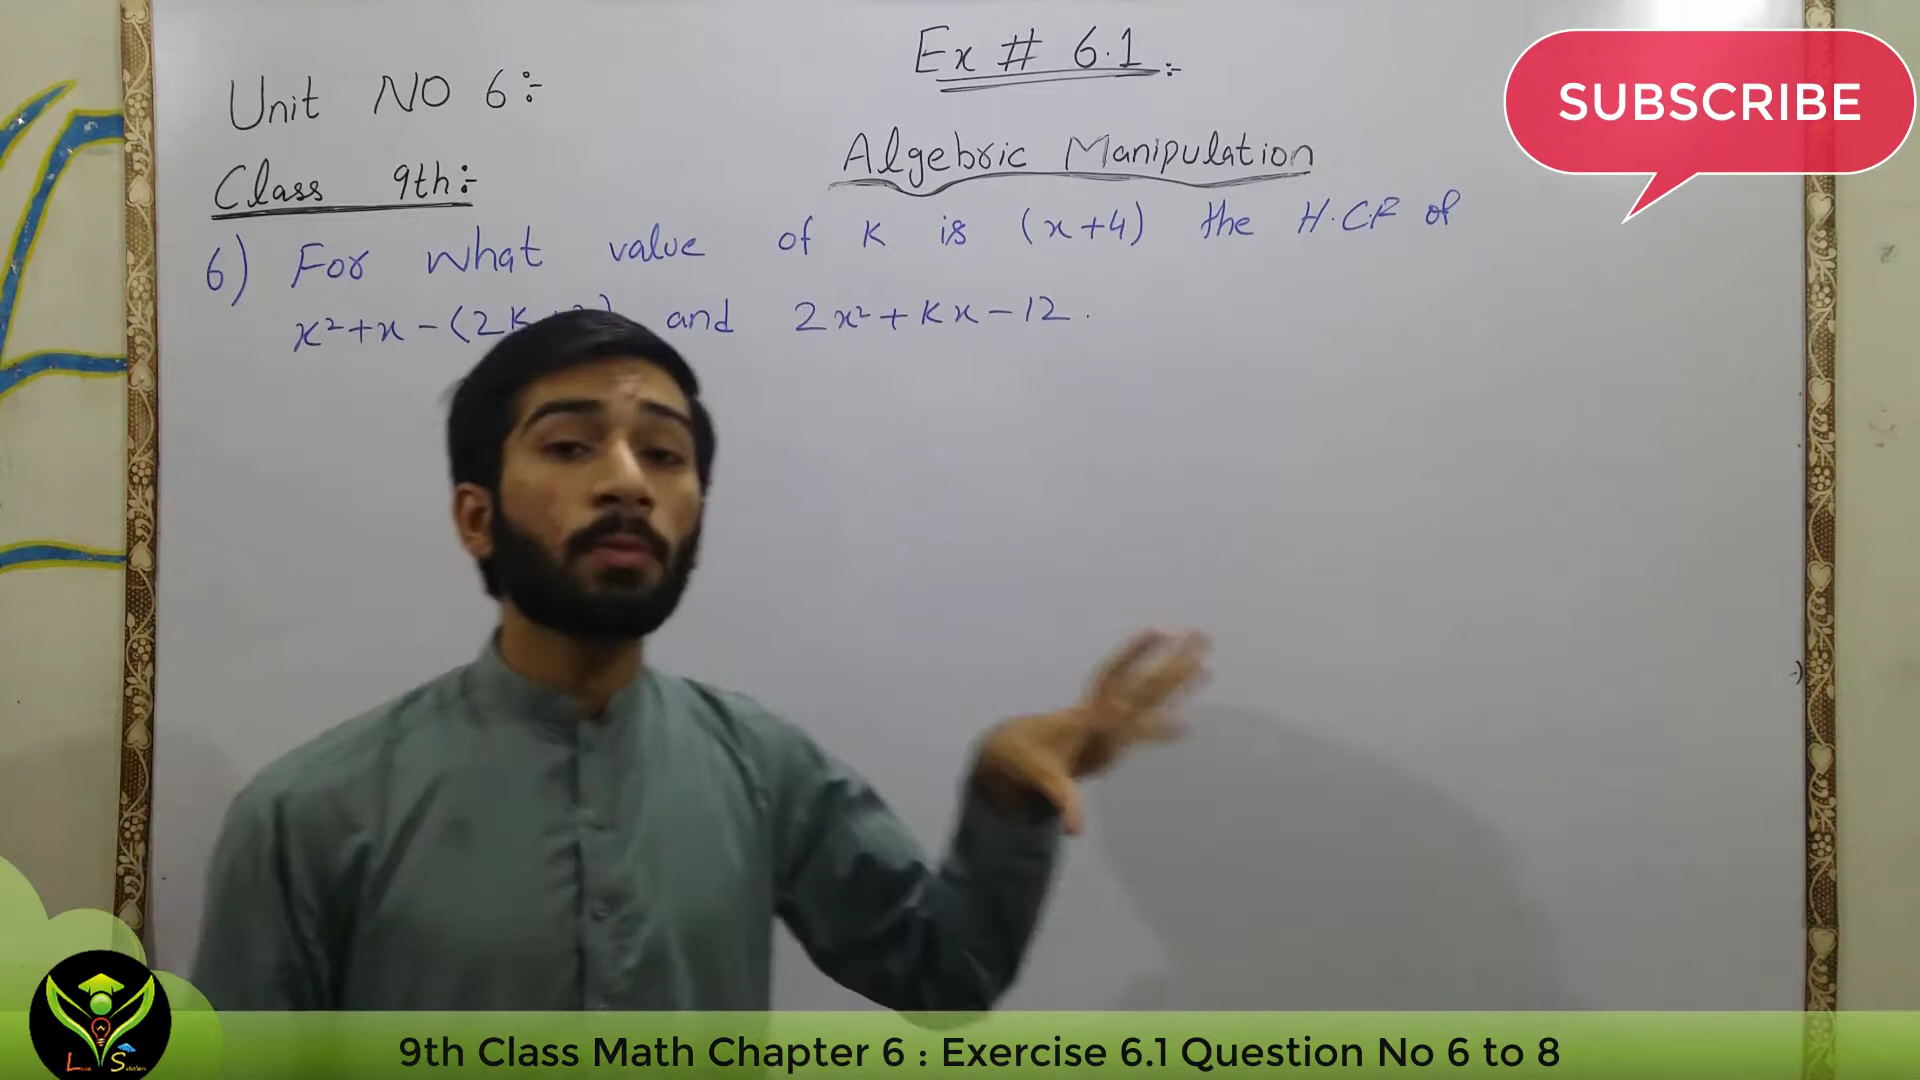 Ex # 6.1 :-
SUBSCRIBE
Unit NO 6:-
Algebric Manipulation
Class 9th:-
6) For what value of K is (x+4) the H.C.F of
x²+x-(2K and 2x²+Kx-12.
9th Class Math Chapter 6 : Exercise 6.1 Question No 6 to 8